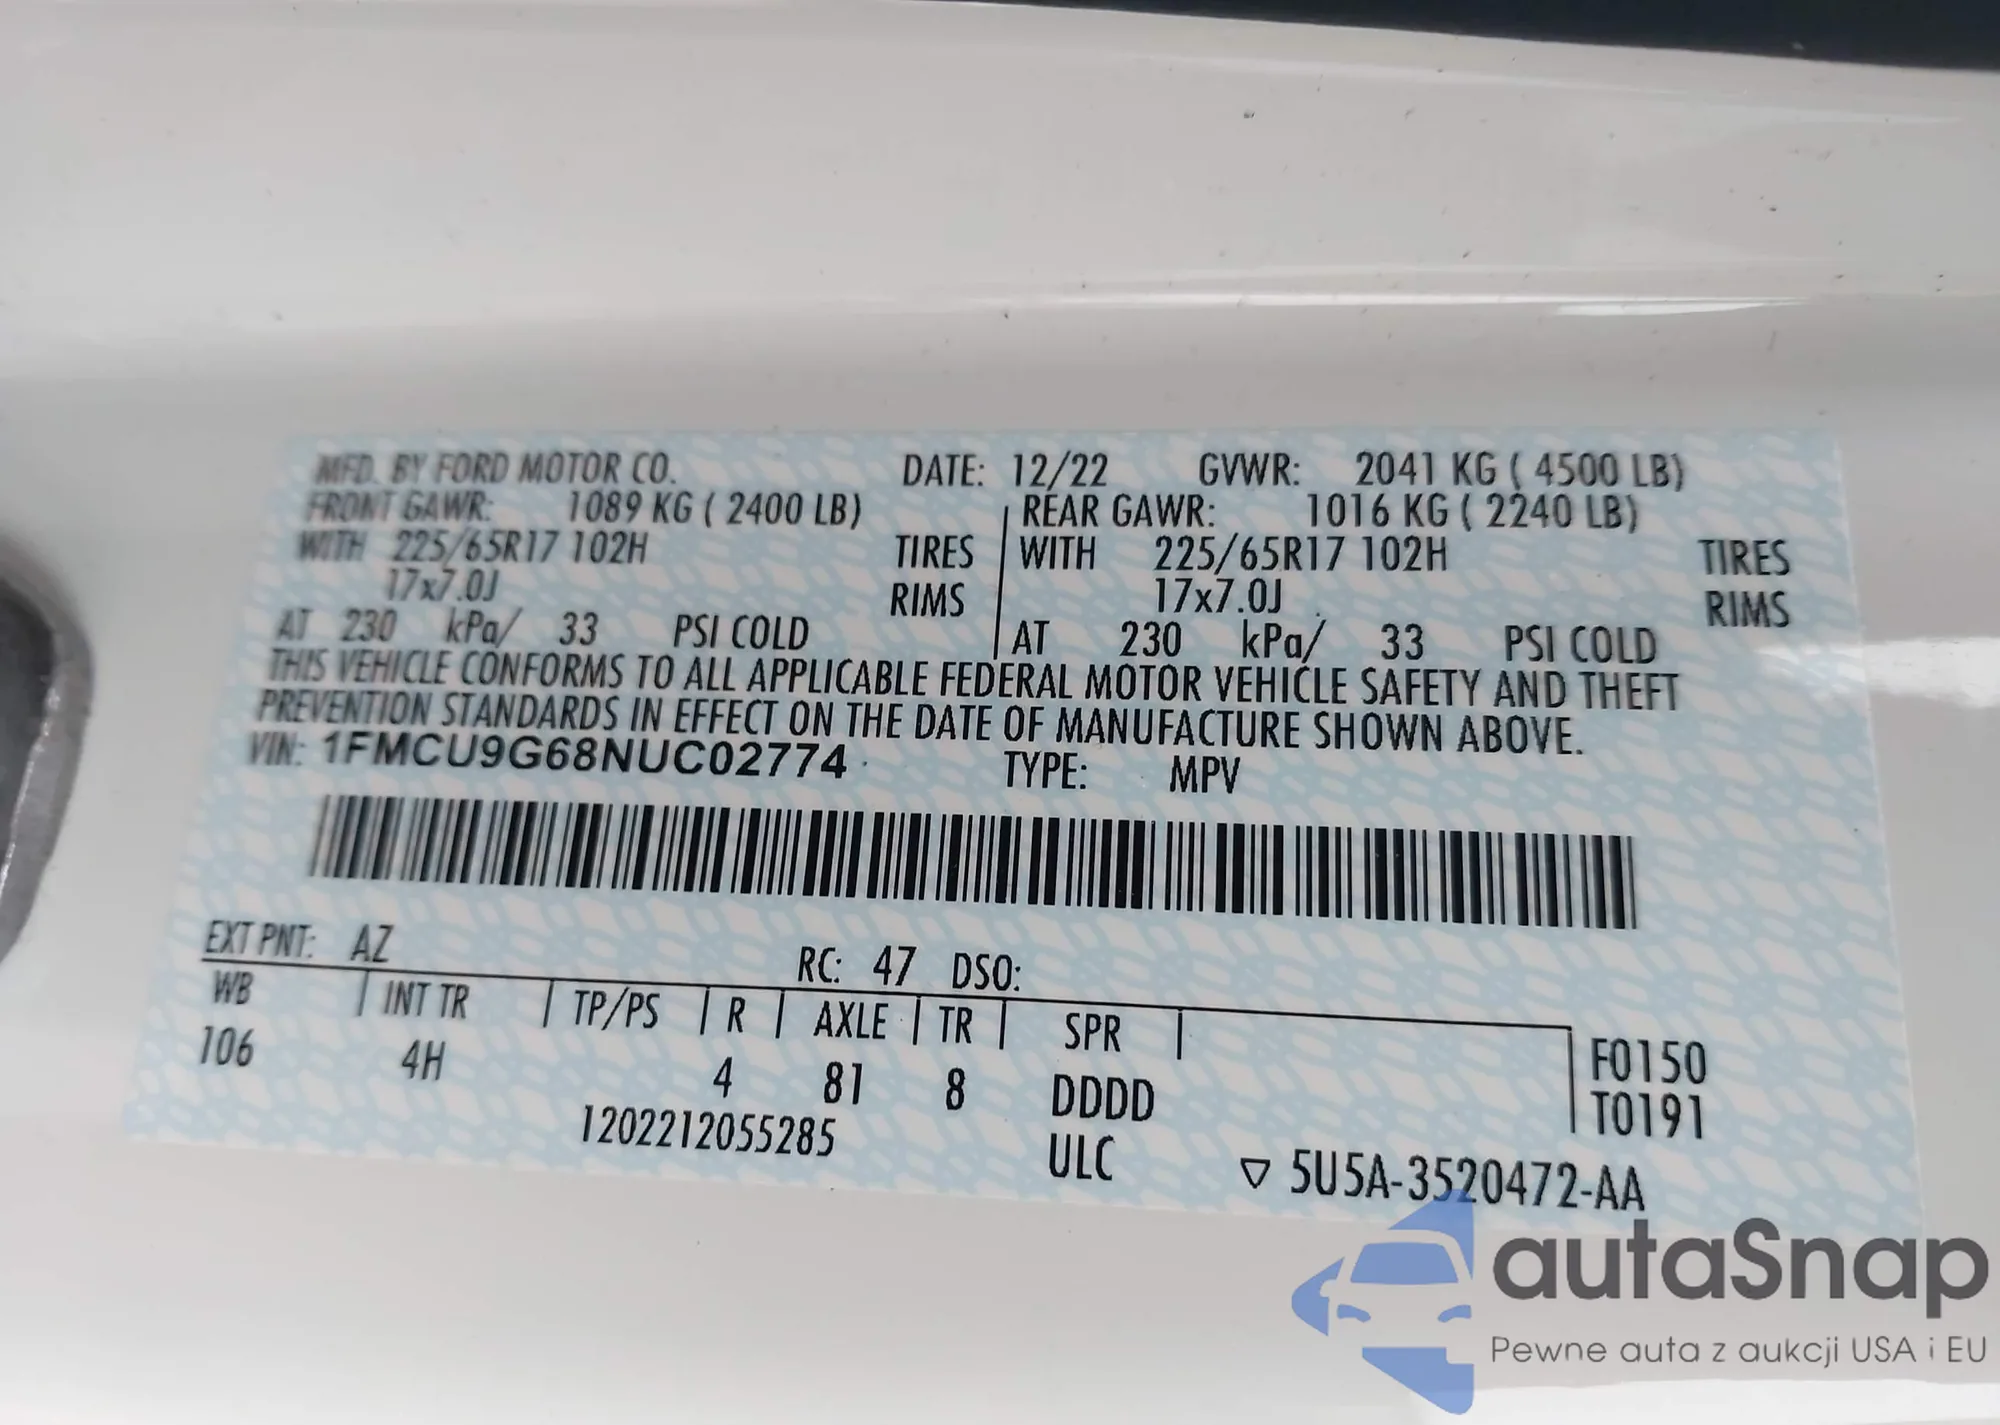 MFD. BY FORD MOTOR CO. DATE: 12/22 GVWR: 2041 KG ( 4500 LB)
FRONT GAWR: 1089 KG ( 2400 LB) REAR GAWR: 1016 KG ( 2240 LB)
WITH 225/65R17 102H TIRES WITH 225/65R17 102H TIRES
17x7.0J RIMS 17x7.0J RIMS
AT 230 kPa/ 33 PSI COLD AT 230 kPa/ 33 PSI COLD
THIS VEHICLE CONFORMS TO ALL APPLICABLE FEDERAL MOTOR VEHICLE SAFETY AND THEFT
PREVENTION STANDARDS IN EFFECT ON THE DATE OF MANUFACTURE SHOWN ABOVE.
VIN: 1FMCU9G68NUC02774 TYPE: MPV
EXT PNT: AZ RC: 47 DSO:
WB INT TR TP/PS R AXLE TR SPR
106 4H 4 81 8 DDDD F0150
T0191
1202212055285 ULC ▽ 5U5A-3520472-AA
autaSnap
Pewne auta z aukcji USA i EU